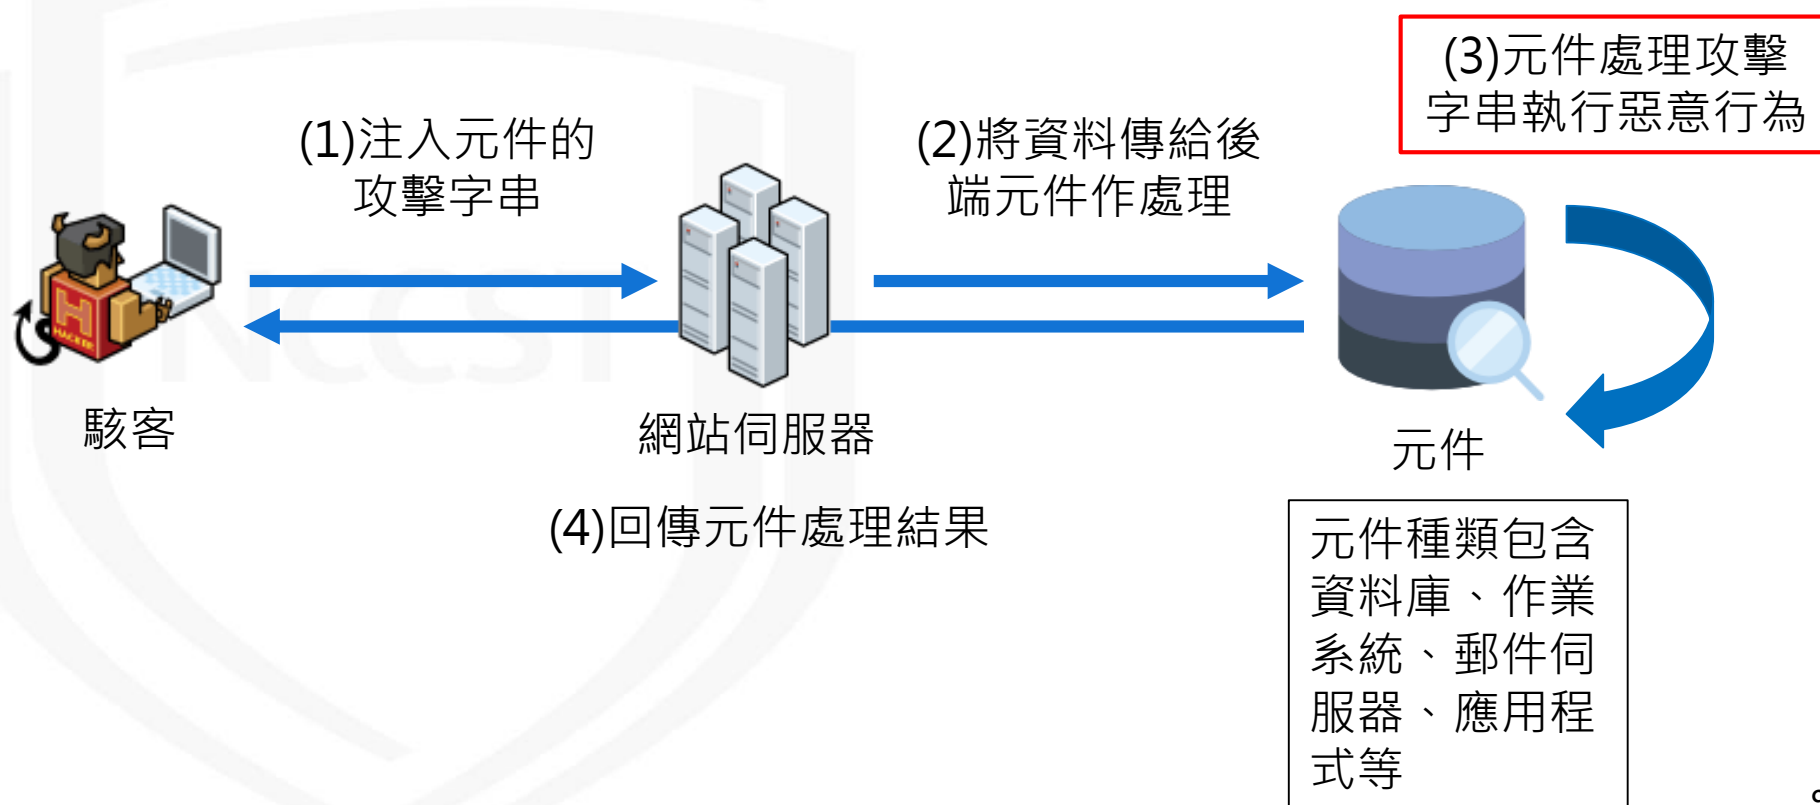 (3)元件處理攻擊
字串執行惡意行為
(1)注入元件的
攻擊字串
(2)將資料傳給後
端元件作處理
H
HACKER
NCCST
駭客
網站伺服器
元件
(4)回傳元件處理結果
元件種類包含
資料庫、作業
系統、郵件伺
服器、應用程
式等